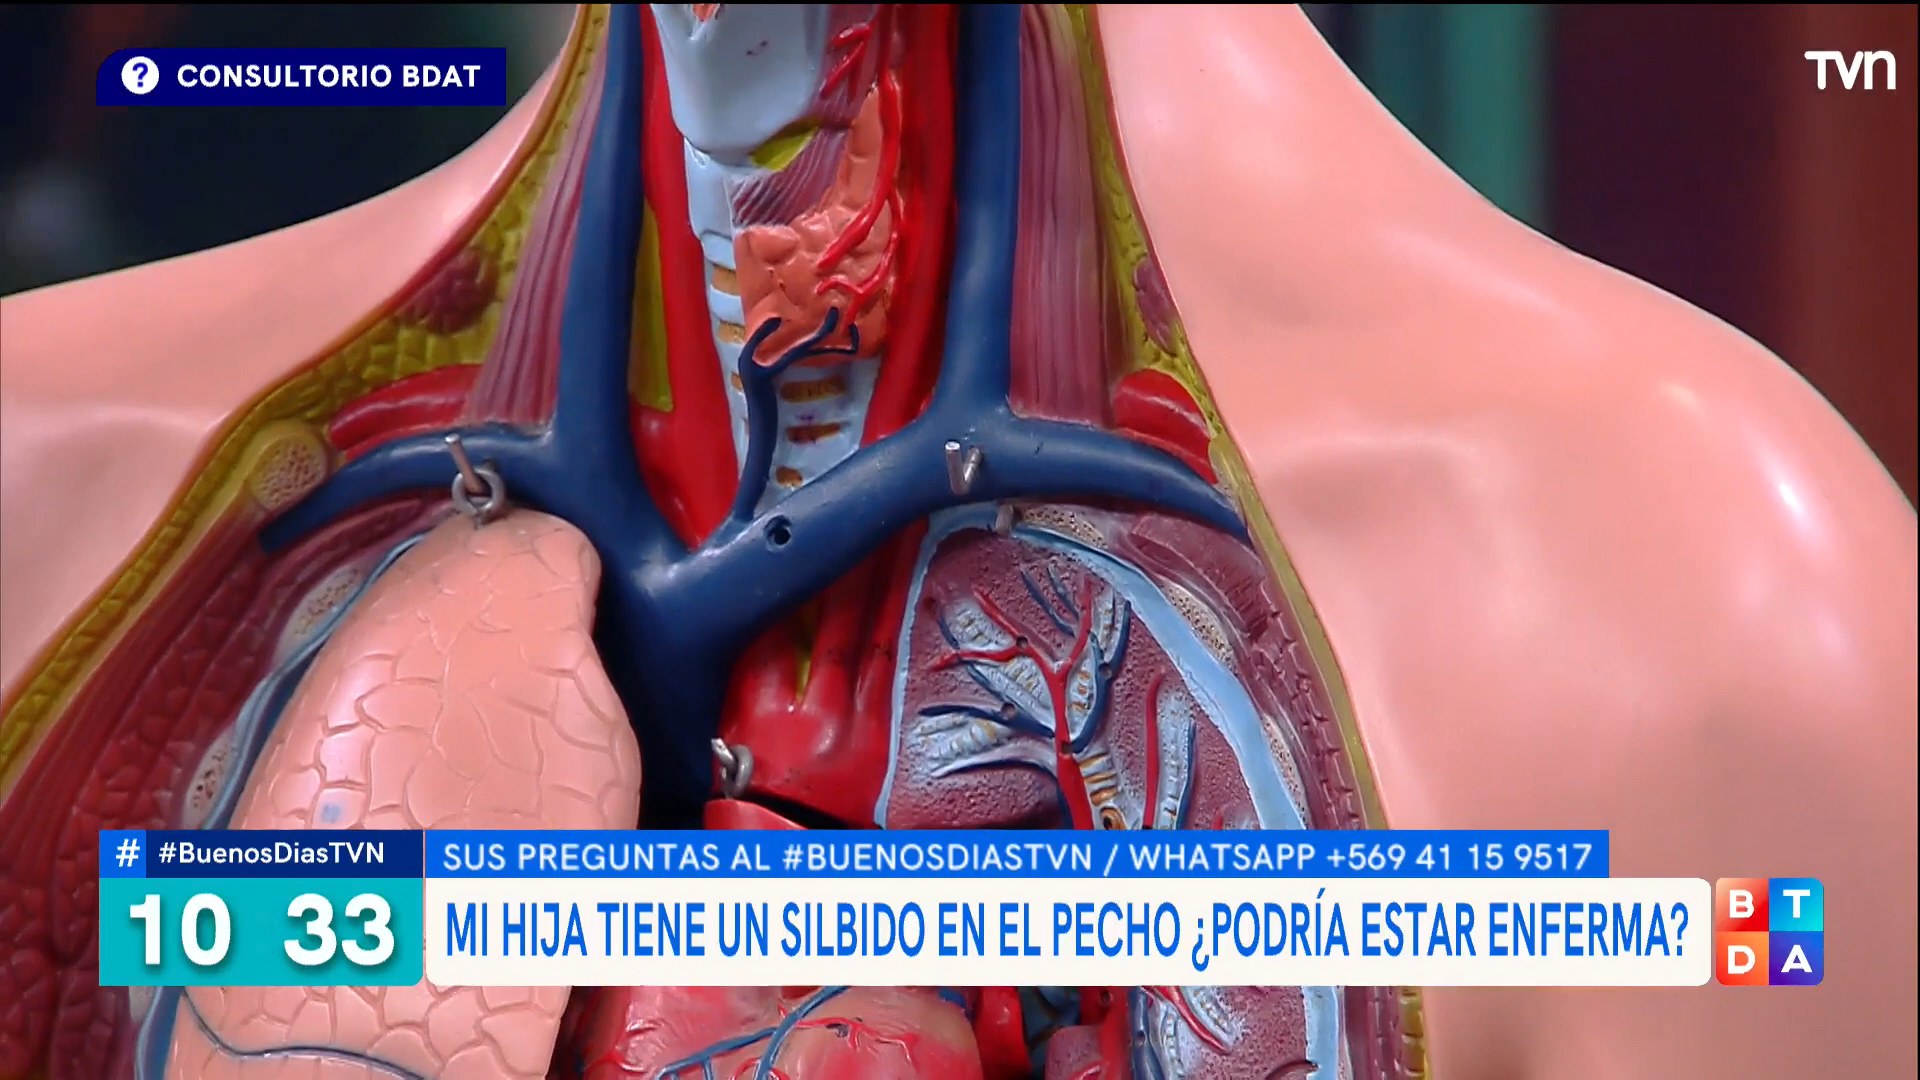 CONSULTORIO BDAT
TVN
# #BuenosDiasTVN
SUS PREGUNTAS AL #BUENOSDIASTVN / WHATSAPP +569 41 15 9517
10 33
MI HIJA TIENE UN SILBIDO EN EL PECHO ¿PODRÍA ESTAR ENFERMA?
B T
D A